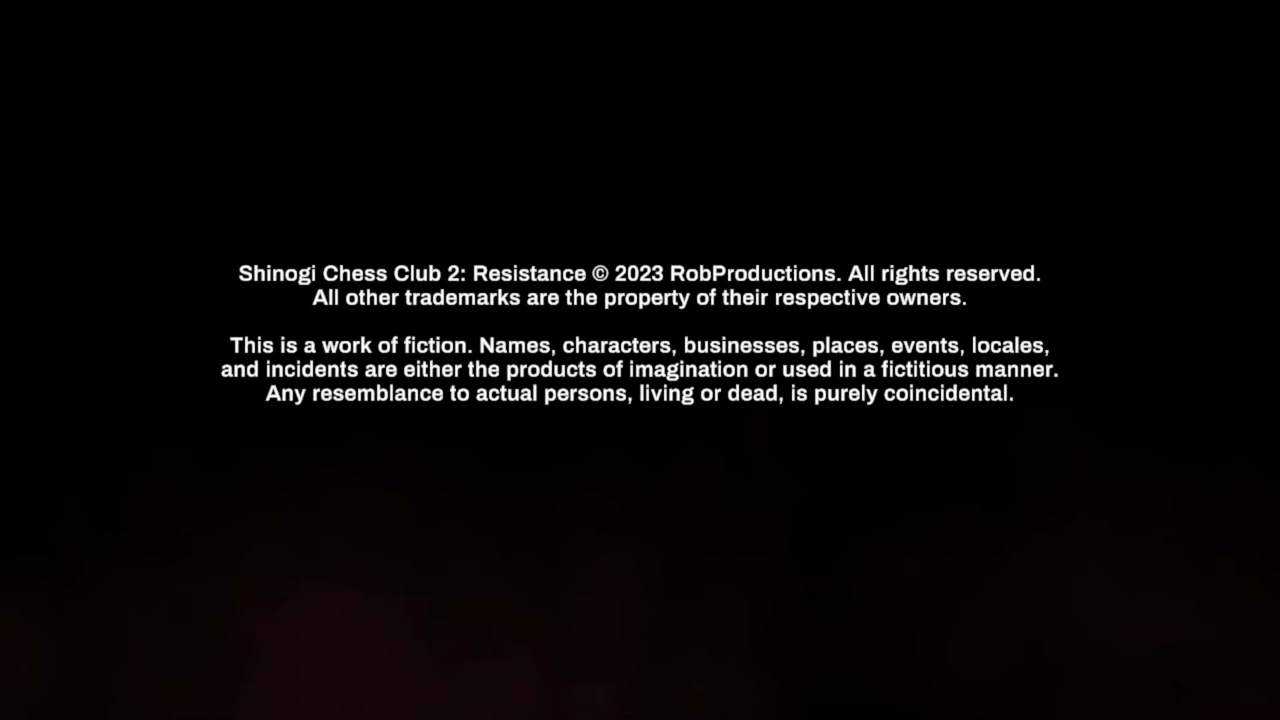 Shinogi Chess Club 2: Resistance © 2023 RobProductions. All rights reserved.
All other trademarks are the property of their respective owners.
This is a work of fiction. Names, characters, businesses, places, events, locales,
and incidents are either the products of imagination or used in a fictitious manner.
Any resemblance to actual persons, living or dead, is purely coincidental.